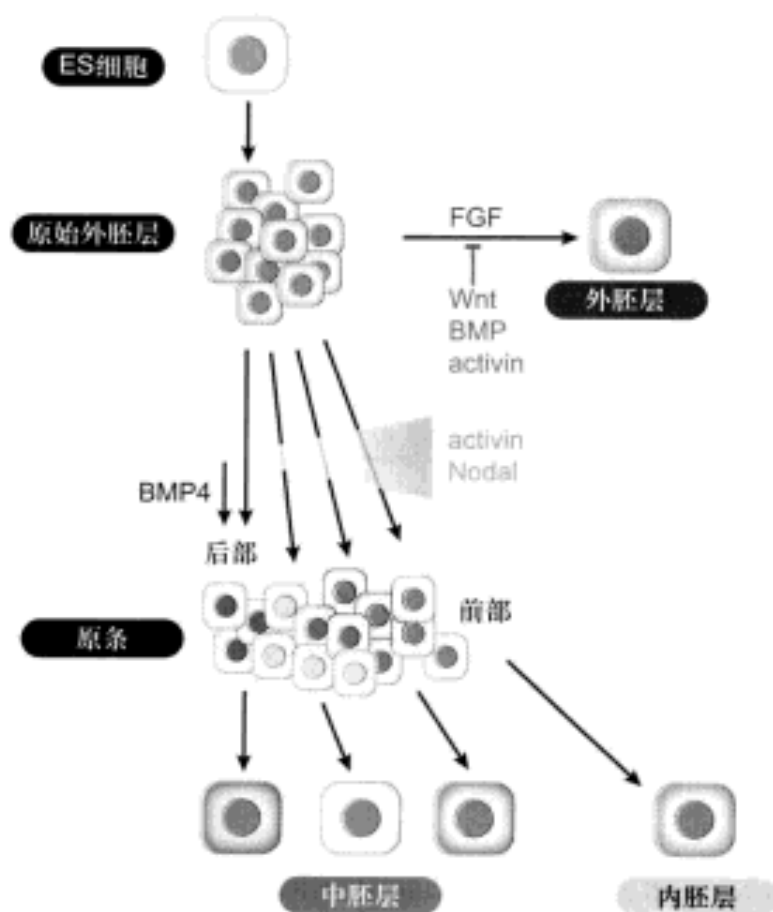 ES细胞
原始外胚层
FGF
Wnt
BMP
activin
外胚层
activin
Nodal
BMP4
后部
前部
原条
中胚层
内胚层